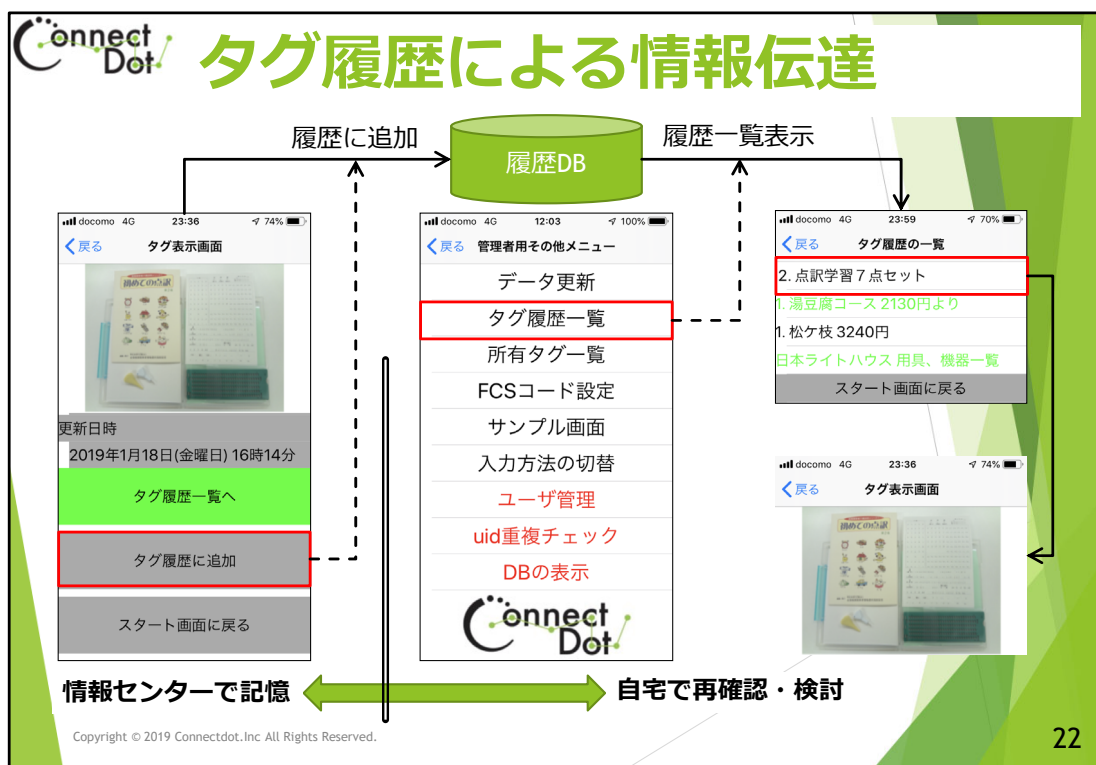 Connect Dot
タグ履歴による情報伝達
履歴に追加
履歴DB
履歴一覧表示
docomo 4G 23:36 74%
戻る タグ表示画面
初めての点訳
更新日時
2019年1月18日(金曜日) 16時14分
タグ履歴一覧へ
タグ履歴に追加
スタート画面に戻る
docomo 4G 12:03 100%
戻る 管理者用その他メニュー
データ更新
タグ履歴一覧
所有タグ一覧
FCSコード設定
サンプル画面
入力方法の切替
ユーザ管理
uid重複チェック
DBの表示
Connect Dot
docomo 4G 23:59 70%
戻る タグ履歴の一覧
2. 点訳学習７点セット
1. 湯豆腐コース 2130円より
1. 松ケ枝 3240円
日本ライトハウス 用具、機器一覧
スタート画面に戻る
docomo 4G 23:36 74%
戻る タグ表示画面
初めての点訳
情報センターで記憶
自宅で再確認・検討
Copyright © 2019 Connectdot.Inc All Rights Reserved.
22